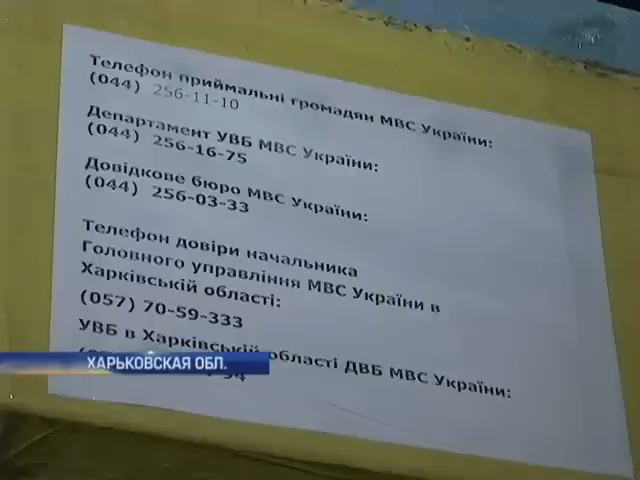 Телефон приймальні громадян МВС України:
(044) 256-11-10
Департамент УВБ МВС України:
(044) 256-16-75
Довідкове бюро МВС України:
(044) 256-03-33
Телефон довіри начальника
Головного управління МВС України в
Харківській області:
(057) 70-59-333
УВБ в Харківській області ДВБ МВС України:
ХАРЬКОВСКАЯ ОБЛ.